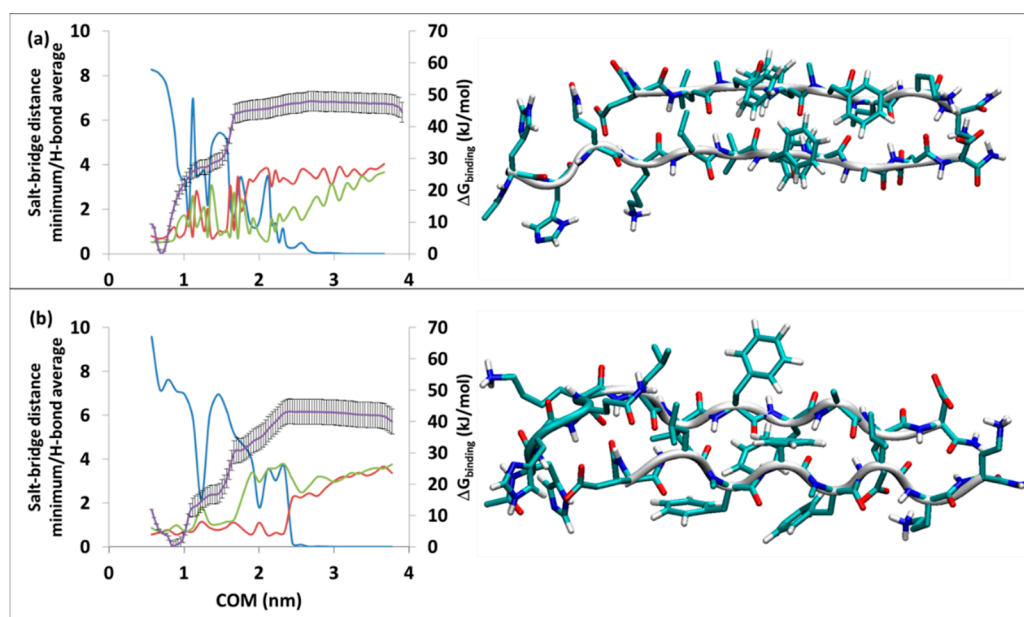 (a)
Salt-bridge distance
minimum/H-bond average
10
8
6
4
2
0
0 1 2 3 4
70
60
50
40
30
20
10
0
ΔGbinding (kJ/mol)
(b)
Salt-bridge distance
minimum/H-bond average
10
8
6
4
2
0
0 1 2 3 4
COM (nm)
70
60
50
40
30
20
10
0
ΔGbinding (kJ/mol)